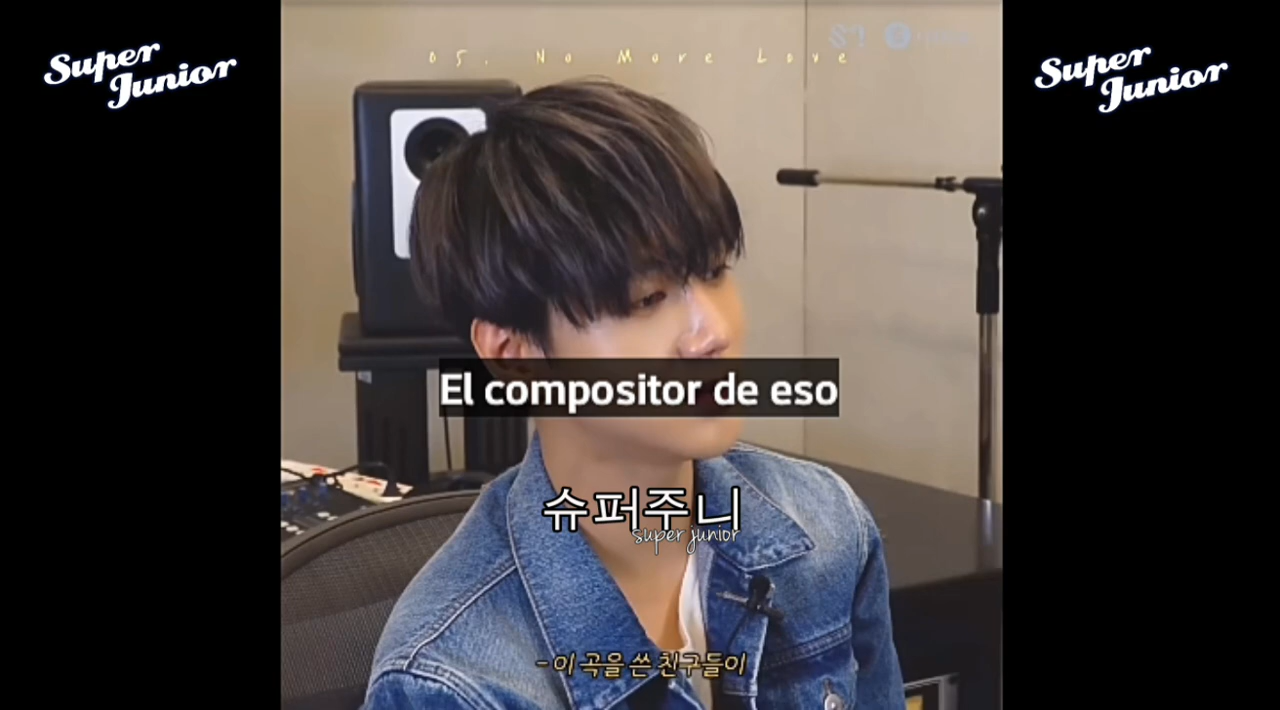 Super
Junior
Super
Junior
05. No More Love
El compositor de eso
슈퍼주니
super junior
- 이 곡을 쓴 친구들이